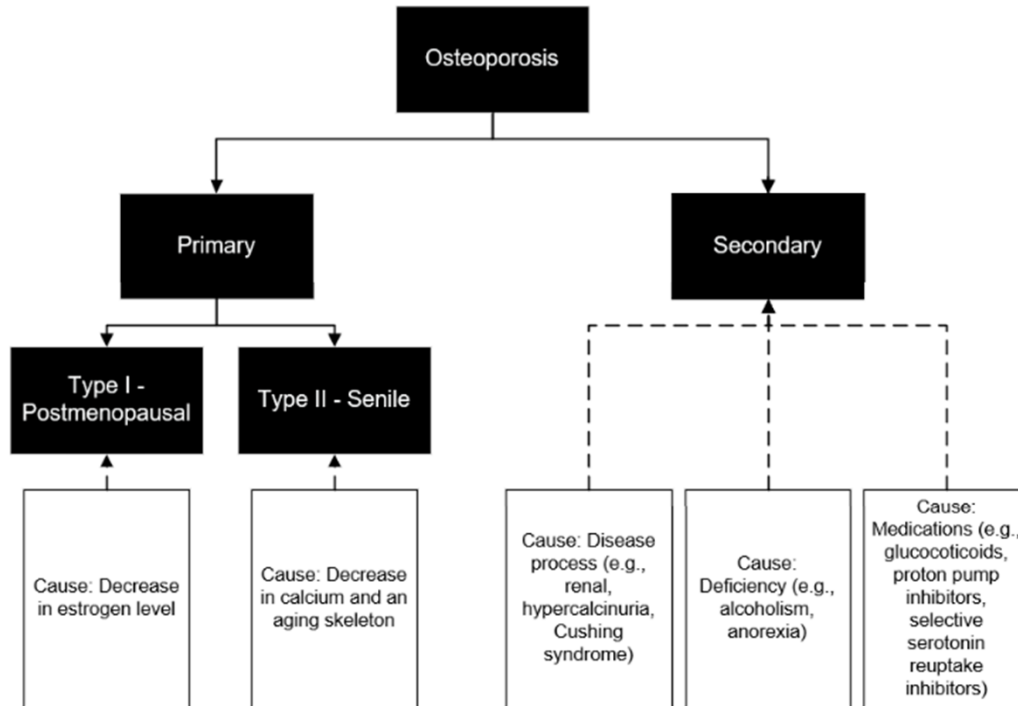 Osteoporosis
Primary
Secondary
Type I -
Postmenopausal
Type II - Senile
Cause: Decrease
in estrogen level
Cause: Decrease
in calcium and an
aging skeleton
Cause: Disease
process (e.g.,
renal,
hypercalcinuria,
Cushing
syndrome)
Cause:
Deficiency (e.g.,
alcoholism,
anorexia)
Cause:
Medications (e.g.,
glucocoticoids,
proton pump
inhibitors,
selective
serotonin
reuptake
inhibitors)